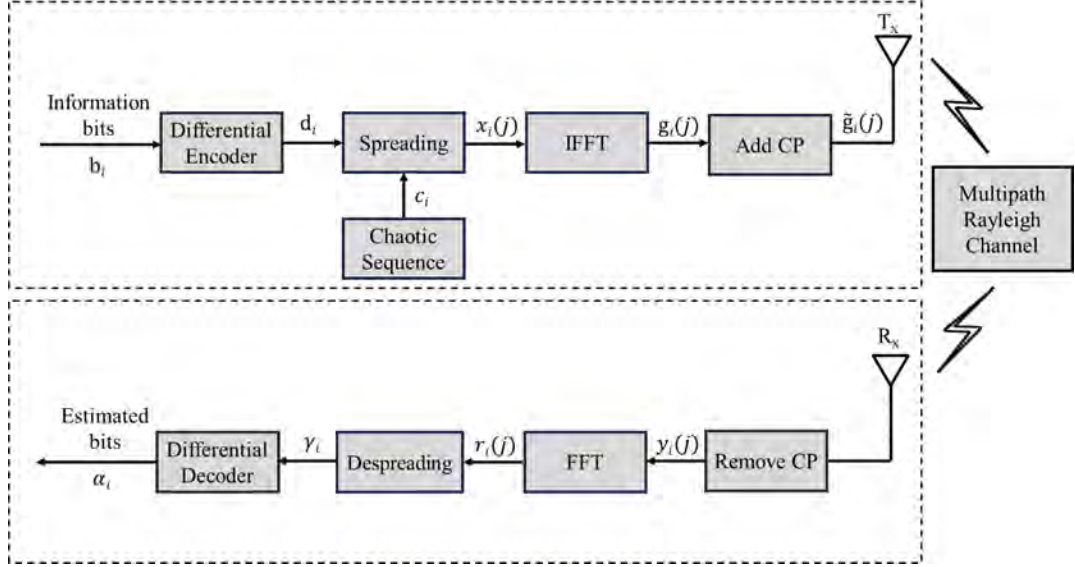 Tₓ
Information
bits
bᵢ
Differential
Encoder
dᵢ
Spreading
xᵢ(j)
IFFT
gᵢ(j)
Add CP
g̃ᵢ(j)
cᵢ
Chaotic
Sequence
Multipath
Rayleigh
Channel
Rₓ
Estimated
bits
αᵢ
Differential
Decoder
γᵢ
Despreading
rᵢ(j)
FFT
yᵢ(j)
Remove CP